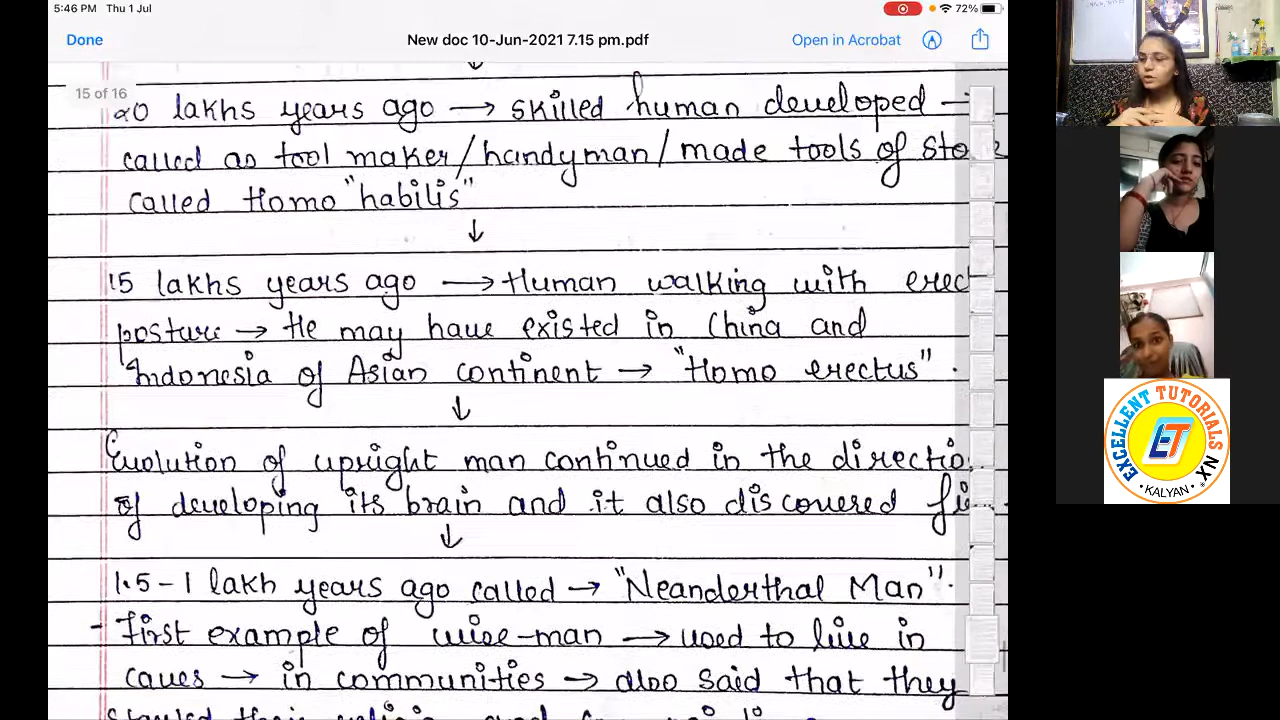 5:46 PM Thu 1 Jul
72%
Done
New doc 10-Jun-2021 7.15 pm.pdf
Open in Acrobat
15 of 16
20 lakhs years ago → skilled human developed –
called as tool maker/handyman/made tools of
called Homo "habilis"
↓
15 lakhs years ago → Human walking with erect
posture → He may have existed in China and
Indonesia of Asian continent → "Homo erectus".
↓
Evolution of upright man continued in the directio
of developing its brain and it also discovered
↓
1.5 – 1 lakh years ago called → "Neanderthal Man".
- First example of wise-man → used to live in
caves → in communities → also said that they
EXCELLENT TUTORIALS NX
ET
• KALYAN •